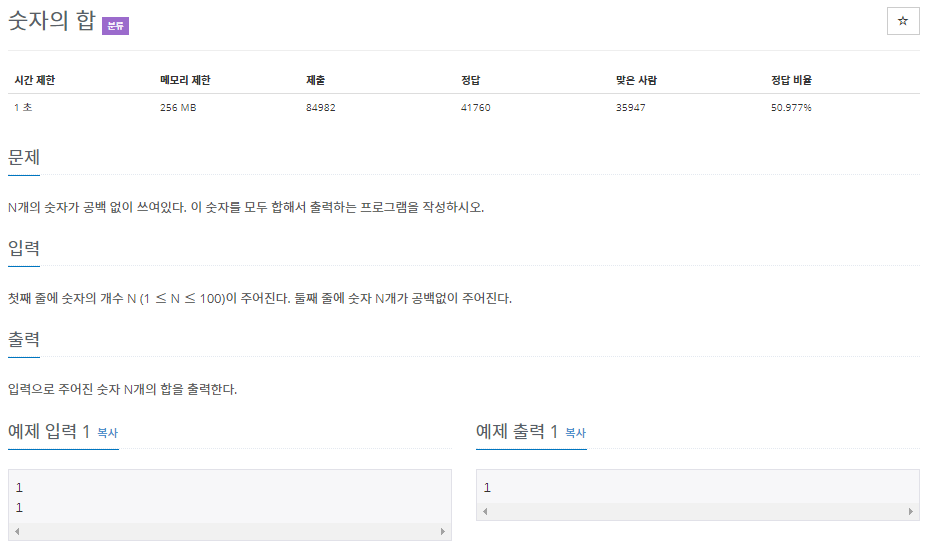 숫자의 합 분류
☆
시간 제한 메모리 제한 제출 정답 맞은 사람 정답 비율
1 초 256 MB 84982 41760 35947 50.977%
문제
N개의 숫자가 공백 없이 쓰여있다. 이 숫자를 모두 합해서 출력하는 프로그램을 작성하시오.
입력
첫째 줄에 숫자의 개수 N (1 ≤ N ≤ 100)이 주어진다. 둘째 줄에 숫자 N개가 공백없이 주어진다.
출력
입력으로 주어진 숫자 N개의 합을 출력한다.
예제 입력 1 복사
1
1
예제 출력 1 복사
1